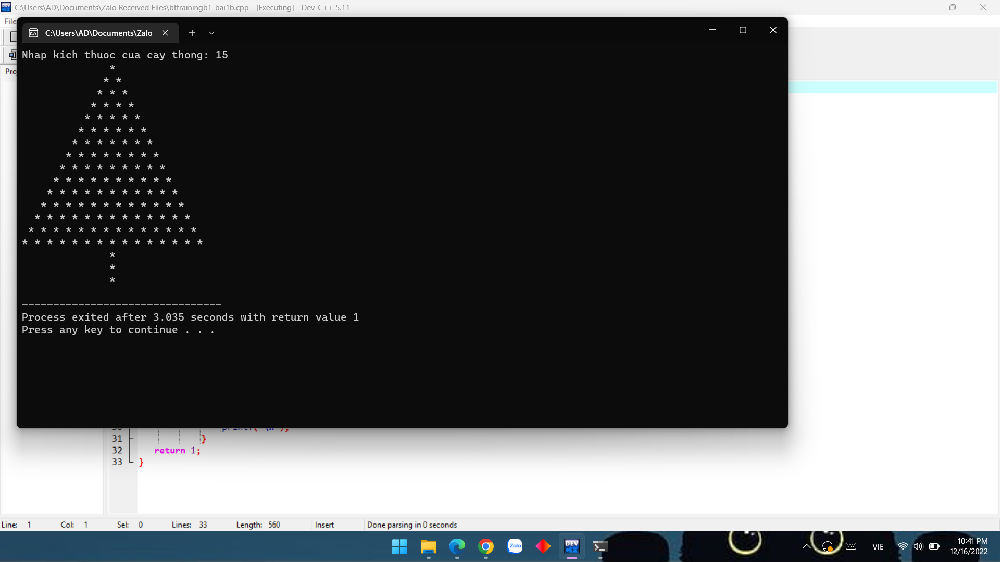 C:\Users\AD\Documents\Zalo Received Files\bttrainingb1-bai1b.cpp - [Executing] - Dev-C++ 5.11
File
C:\Users\AD\Documents\Zalo
Nhap kich thuoc cua cay thong: 15
*
* *
* * *
* * * *
* * * * *
* * * * * *
* * * * * * *
* * * * * * * *
* * * * * * * * *
* * * * * * * * * *
* * * * * * * * * * *
* * * * * * * * * * * *
* * * * * * * * * * * * *
* * * * * * * * * * * * * *
* * * * * * * * * * * * * * *
*
*
*
--------------------------------
Process exited after 3.035 seconds with return value 1
Press any key to continue . . .
31 }
32 return 1;
33 }
Line: 1 Col: 1 Sel: 0 Lines: 33 Length: 560 Insert Done parsing in 0 seconds
Zalo
DEV C++
VIE
10:41 PM
12/16/2022